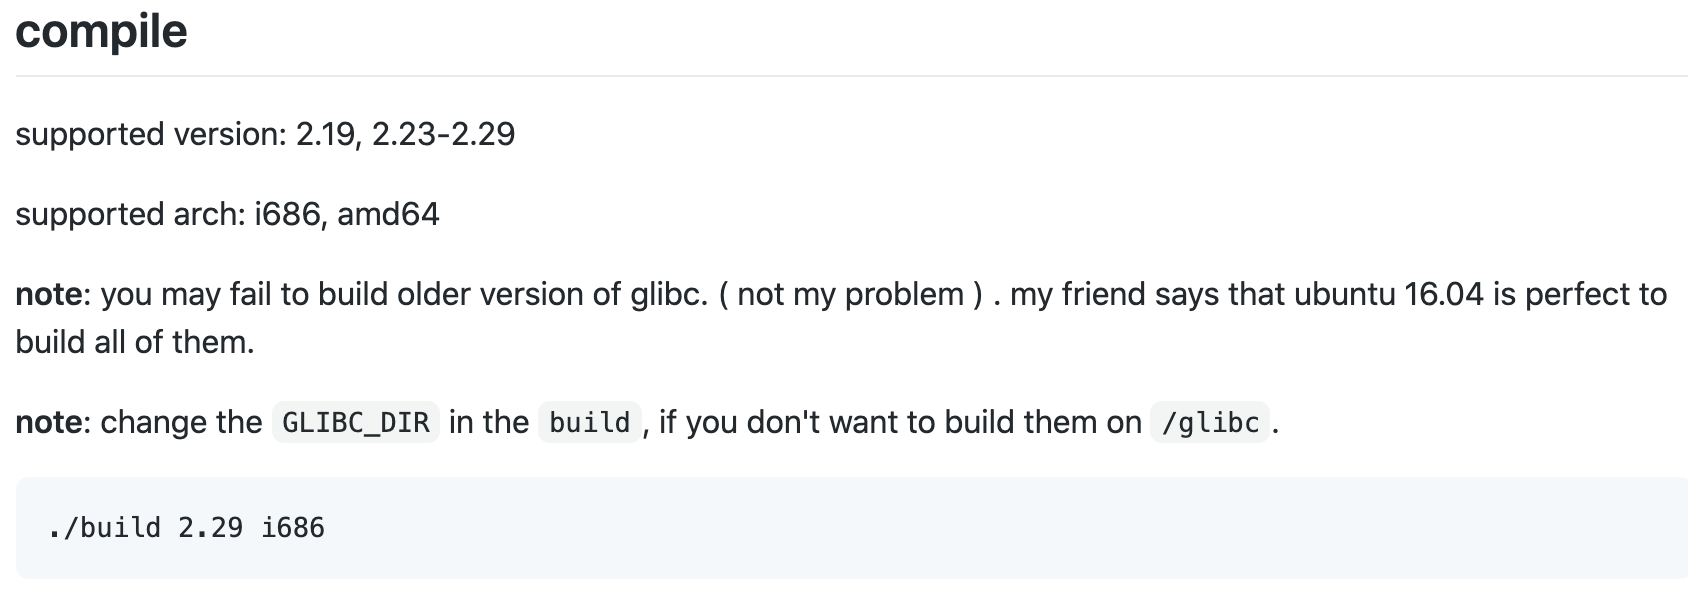 compile
supported version: 2.19, 2.23-2.29
supported arch: i686, amd64
note: you may fail to build older version of glibc. ( not my problem ) . my friend says that ubuntu 16.04 is perfect to
build all of them.
note: change the GLIBC_DIR in the build, if you don't want to build them on /glibc.
./build 2.29 i686